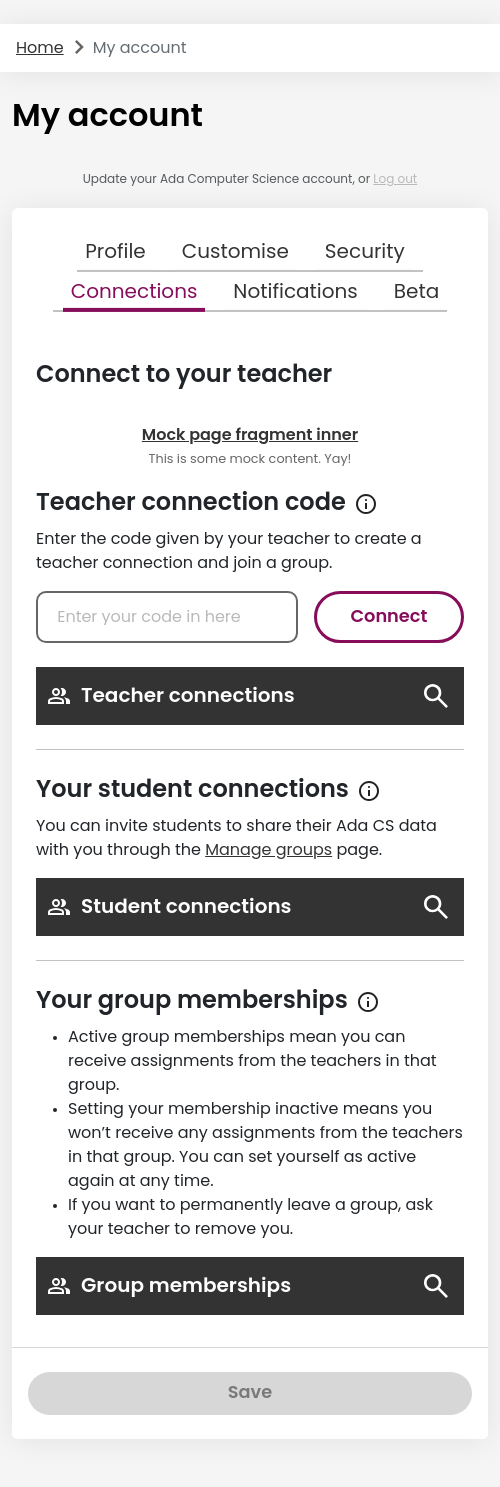 Home > My account
My account
Update your Ada Computer Science account, or Log out
Profile Customise Security
Connections Notifications Beta
Connect to your teacher
Mock page fragment inner
This is some mock content. Yay!
Teacher connection code
Enter the code given by your teacher to create a
teacher connection and join a group.
Enter your code in here Connect
Teacher connections
Your student connections
You can invite students to share their Ada CS data
with you through the Manage groups page.
Student connections
Your group memberships
• Active group memberships mean you can
receive assignments from the teachers in that
group.
• Setting your membership inactive means you
won’t receive any assignments from the teachers
in that group. You can set yourself as active
again at any time.
• If you want to permanently leave a group, ask
your teacher to remove you.
Group memberships
Save